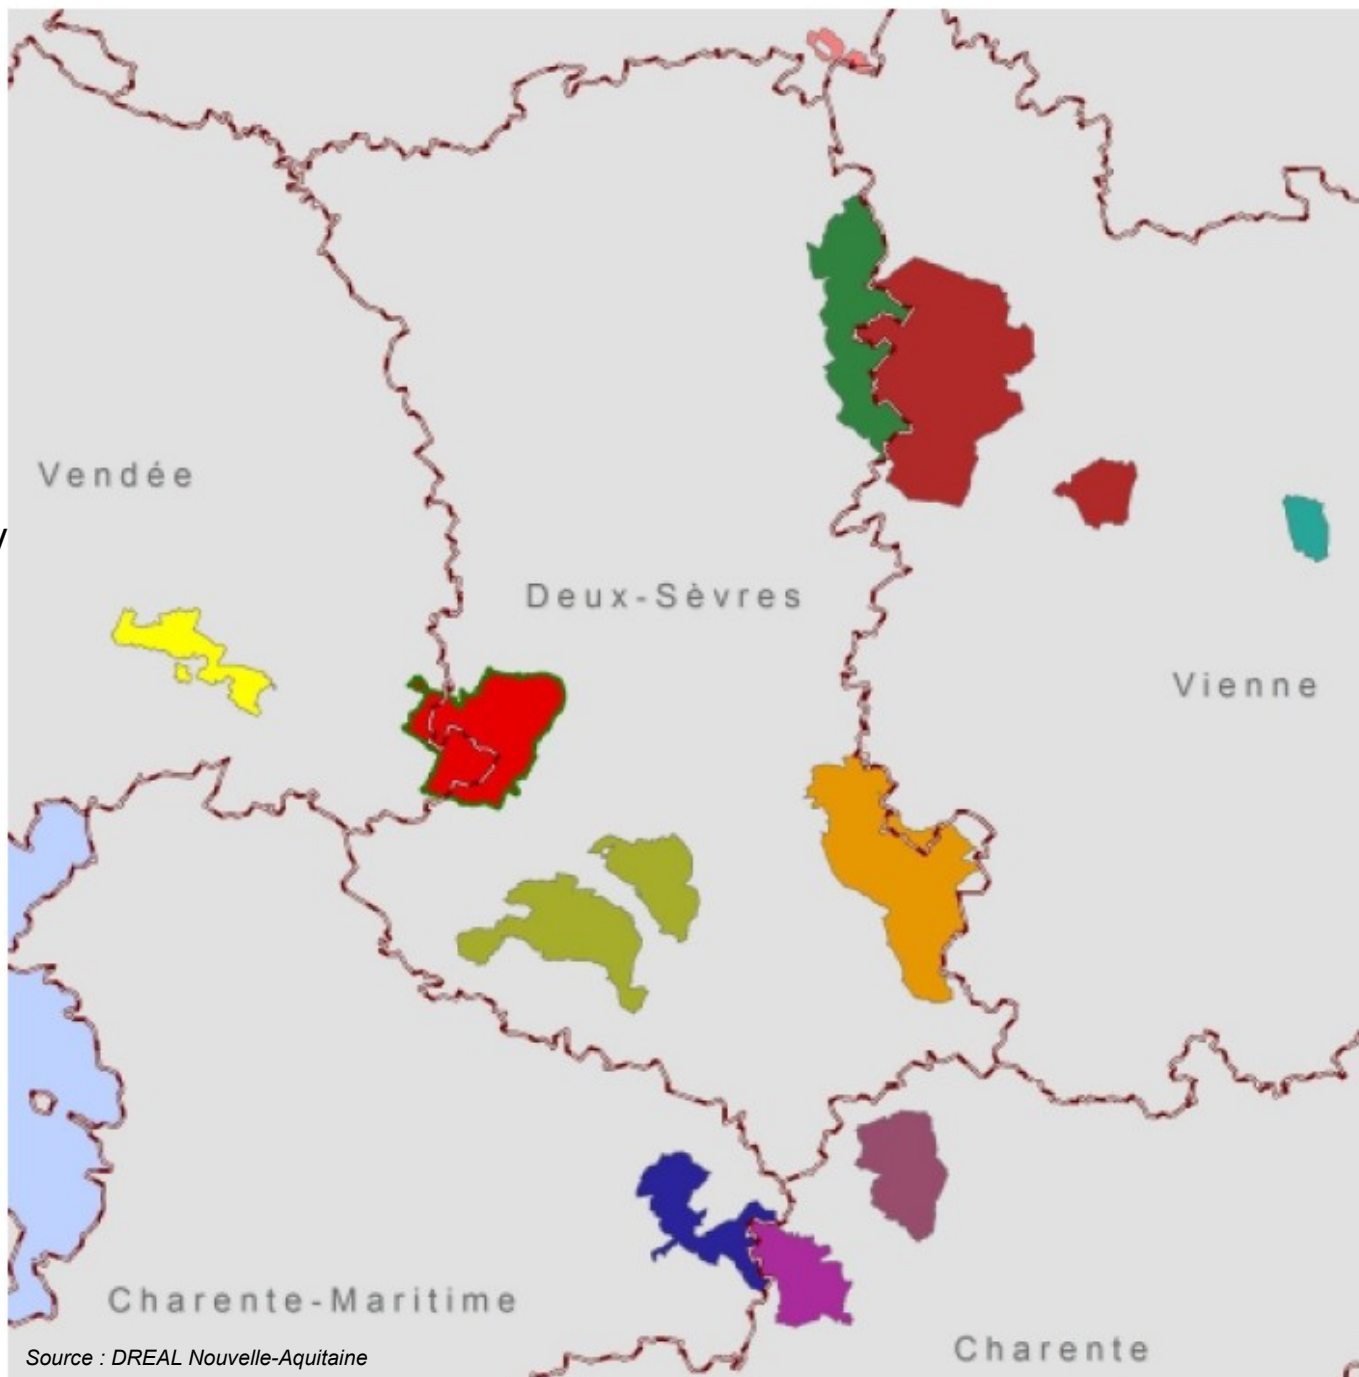 Vendée
y
Deux-Sèvres
Vienne
Charente-Maritime
Charente
Source : DREAL Nouvelle-Aquitaine